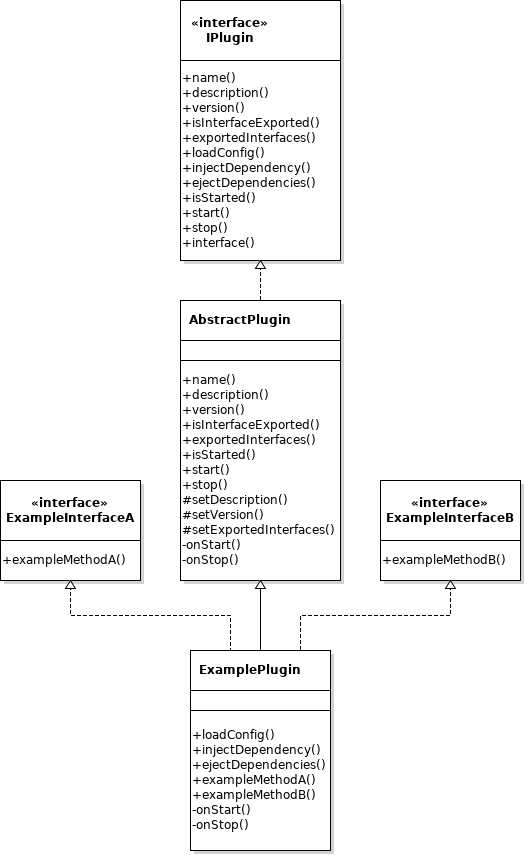 «interface»
IPlugin
+name()
+description()
+version()
+isInterfaceExported()
+exportedInterfaces()
+loadConfig()
+injectDependency()
+ejectDependencies()
+isStarted()
+start()
+stop()
+interface()
AbstractPlugin
+name()
+description()
+version()
+isInterfaceExported()
+exportedInterfaces()
+isStarted()
+start()
+stop()
#setDescription()
#setVersion()
#setExportedInterfaces()
-onStart()
-onStop()
«interface»
ExampleInterfaceA
+exampleMethodA()
«interface»
ExampleInterfaceB
+exampleMethodB()
ExamplePlugin
+loadConfig()
+injectDependency()
+ejectDependencies()
+exampleMethodA()
+exampleMethodB()
-onStart()
-onStop()